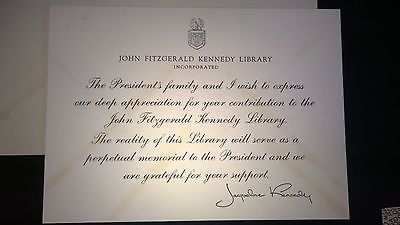 JOHN FITZGERALD KENNEDY LIBRARY
INCORPORATED
The President's family and I wish to express
our deep appreciation for your contribution to the
John Fitzgerald Kennedy Library.
The reality of this Library will serve as a
perpetual memorial to the President and we
are grateful for your support.
Jacqueline Kennedy